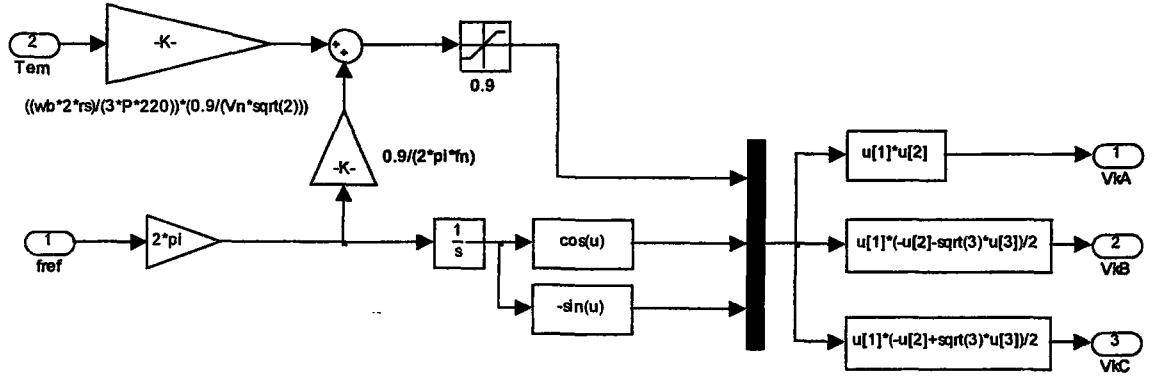 2
Tem
-K-
((wb*2*rs)/(3*P*220))*(0.9/(Vn*sqrt(2)))
0.9
-K-
0.9/(2*pi*fn)
1
fref
2*pi
1
s
cos(u)
-sin(u)
u[1]*u[2]
1
VkA
u[1]*(-u[2]-sqrt(3)*u[3])/2
2
VkB
u[1]*(-u[2]+sqrt(3)*u[3])/2
3
VkC